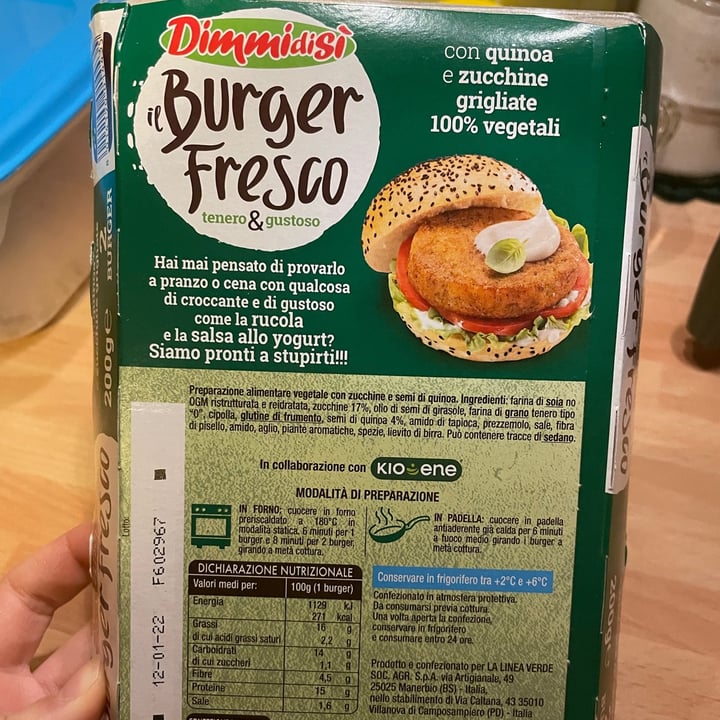 Dimmidisì
il Burger
Fresco
tenero & gustoso
con quinoa
e zucchine
grigliate
100% vegetali
Hai mai pensato di provarlo
a pranzo o cena con qualcosa
di croccante e di gustoso
come la rucola
e la salsa allo yogurt?
Siamo pronti a stupirti!!!
Preparazione alimentare vegetale con zucchine e semi di quinoa. Ingredienti: farina di soia no
OGM ristrutturata e reidratata, zucchine 17%, olio di semi di girasole, farina di grano tenero tipo
"0", cipolla, glutine di frumento, semi di quinoa 4%, amido di tapioca, prezzemolo, sale, fibra
di pisello, amido, aglio, piante aromatiche, spezie, lievito di birra. Può contenere tracce di sedano.
In collaborazione con KIOENE
MODALITÀ DI PREPARAZIONE
IN FORNO: cuocere in forno
preriscaldato a 180°C in
modalità statica, 6 minuti per 1
burger e 8 minuti per 2 burger,
girando a metà cottura.
IN PADELLA: cuocere in padella
antiaderente già calda per 6 minuti
a fuoco medio girando i burger a
metà cottura.
DICHIARAZIONE NUTRIZIONALE
Valori medi per: 100g (1 burger)
Energia 1129 kJ
271 kcal
Grassi 16 g
di cui acidi grassi saturi 2,2 g
Carboidrati 14 g
di cui zuccheri 1,1 g
Fibre 4,5 g
Proteine 15 g
Sale 1,6 g
Conservare in frigorifero tra +2°C e +6°C
Confezionato in atmosfera protettiva.
Da consumarsi previa cottura.
Una volta aperta la confezione,
conservare in frigorifero
e consumare entro 24 ore.
Prodotto e confezionato per LA LINEA VERDE
SOC. AGR. S.p.A. via Artigianale, 49
25025 Manerbio (BS) - Italia,
nello stabilimento di Via Caltana, 43 35010
Villanova di Camposampiero (PD) - Italia
Lotto
12-01-22 F602967
200g e 2 BURGER
Burger Fresco
ger Fresco